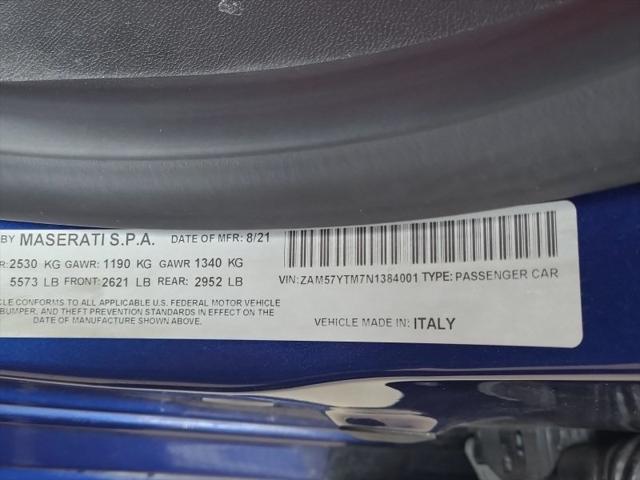 BY MASERATI S.P.A. DATE OF MFR: 8/21
R: 2530 KG GAWR: 1190 KG GAWR 1340 KG
5573 LB FRONT: 2621 LB REAR: 2952 LB
VIN: ZAM57YTM7N1384001 TYPE: PASSENGER CAR
CLE CONFORMS TO ALL APPLICABLE U.S. FEDERAL MOTOR VEHICLE
BUMPER, AND THEFT PREVENTION STANDARDS IN EFFECT ON THE
DATE OF MANUFACTURE SHOWN ABOVE.
VEHICLE MADE IN: ITALY